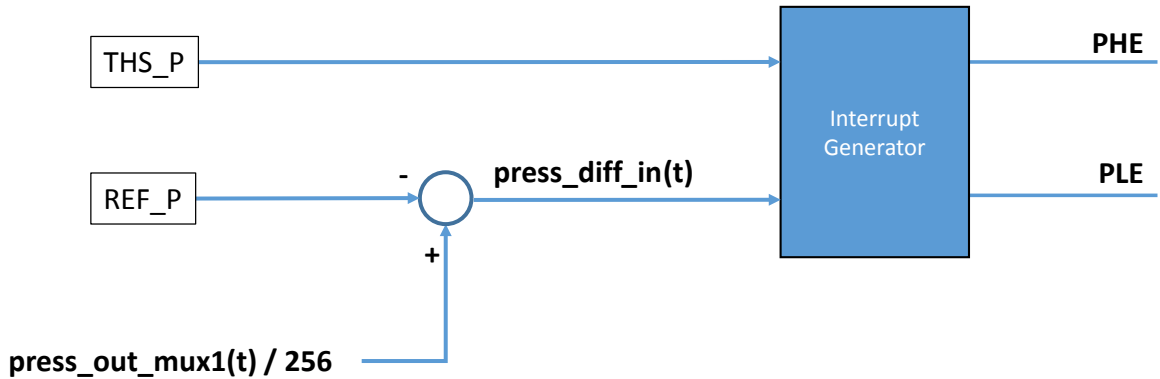 THS_P
PHE
Interrupt
Generator
REF_P
-
press_diff_in(t)
PLE
+
press_out_mux1(t) / 256